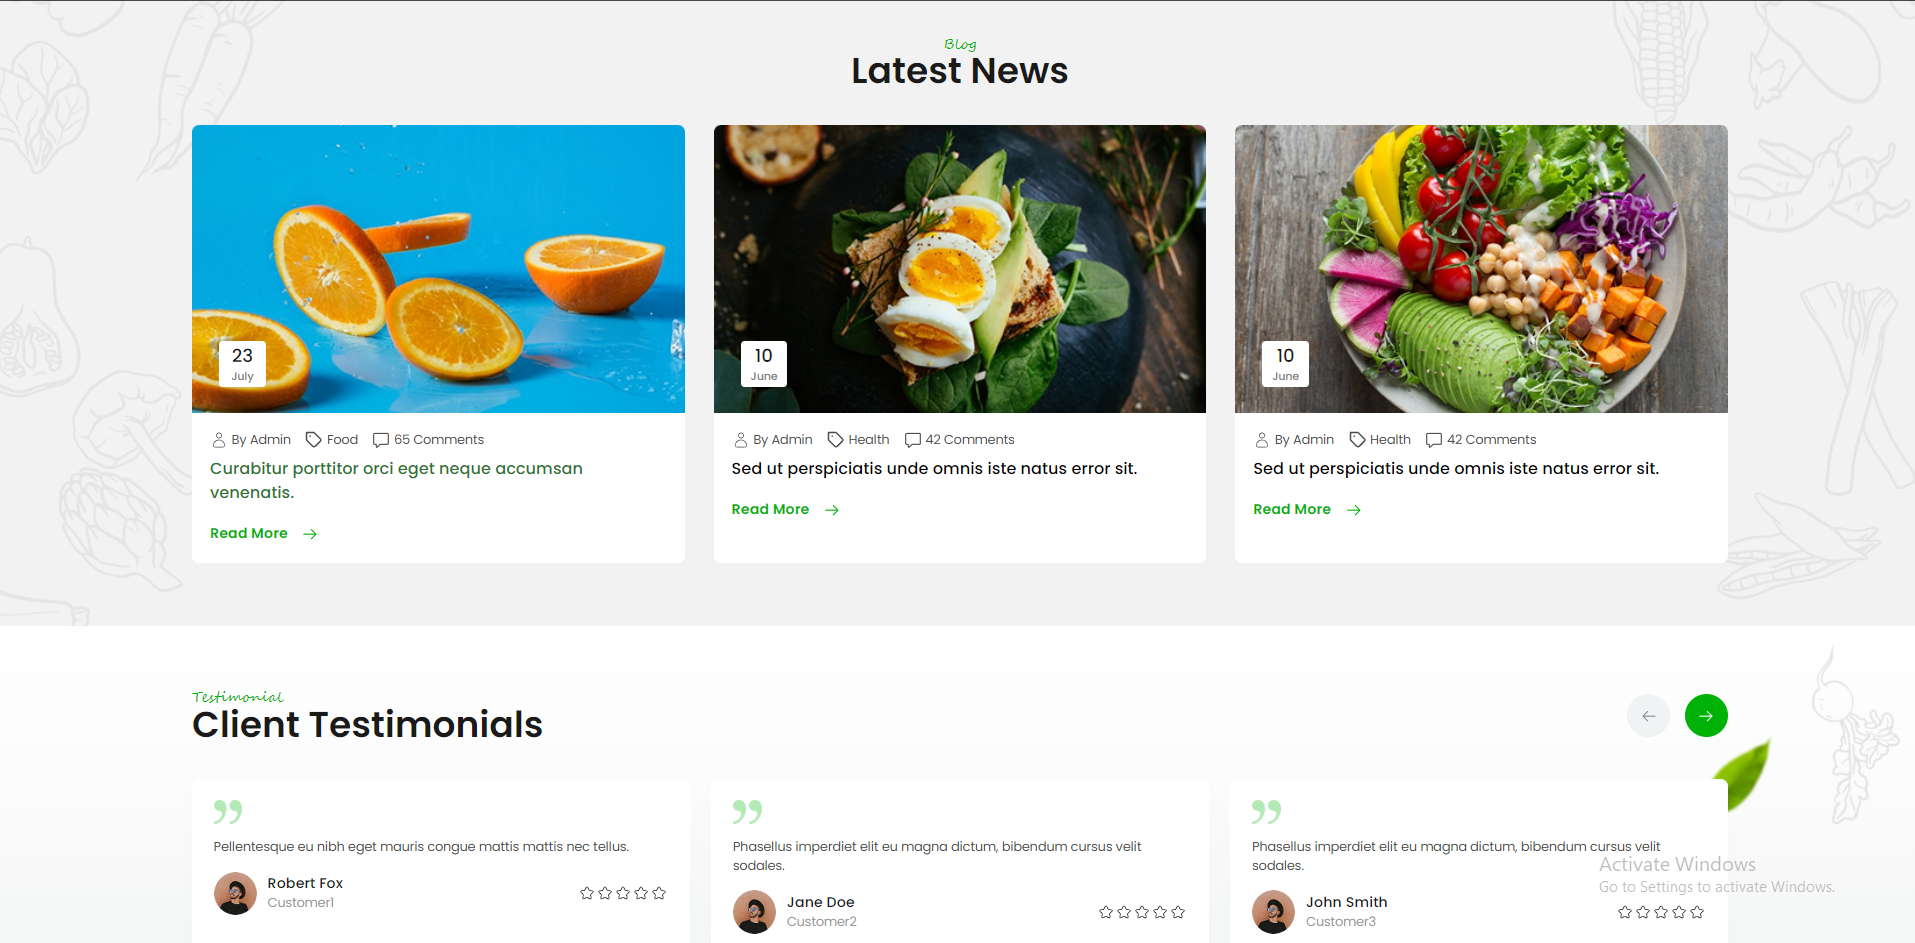 Blog
Latest News
23
July
10
June
10
June
By Admin Food 65 Comments
Curabitur porttitor orci eget neque accumsan
venenatis.
Read More
By Admin Health 42 Comments
Sed ut perspiciatis unde omnis iste natus error sit.
Read More
By Admin Health 42 Comments
Sed ut perspiciatis unde omnis iste natus error sit.
Read More
Testimonial
Client Testimonials
Pellentesque eu nibh eget mauris congue mattis mattis nec tellus.
Robert Fox
Customer1
Phasellus imperdiet elit eu magna dictum, bibendum cursus velit
sodales.
Jane Doe
Customer2
Phasellus imperdiet elit eu magna dictum, bibendum cursus velit
sodales.
John Smith
Customer3
Activate Windows
Go to Settings to activate Windows.